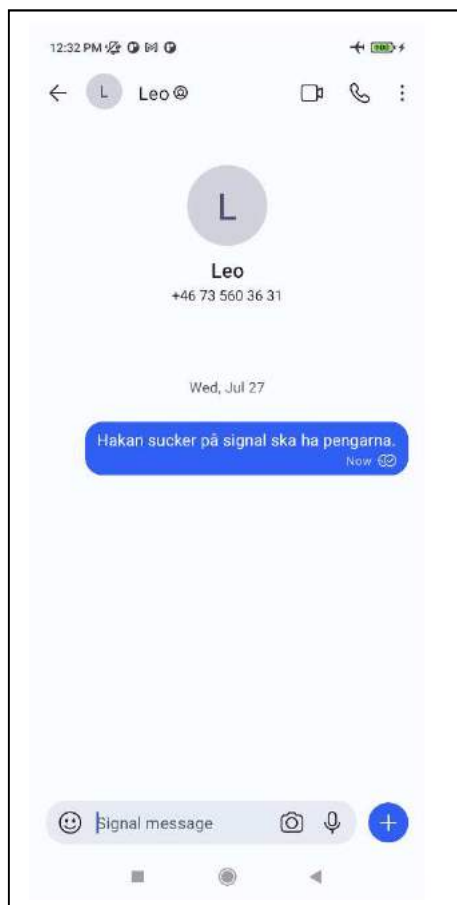 12:32 PM
L Leo
L
Leo
+46 73 560 36 31
Wed, Jul 27
Hakan sucker på signal ska ha pengarna.
Now
Signal message